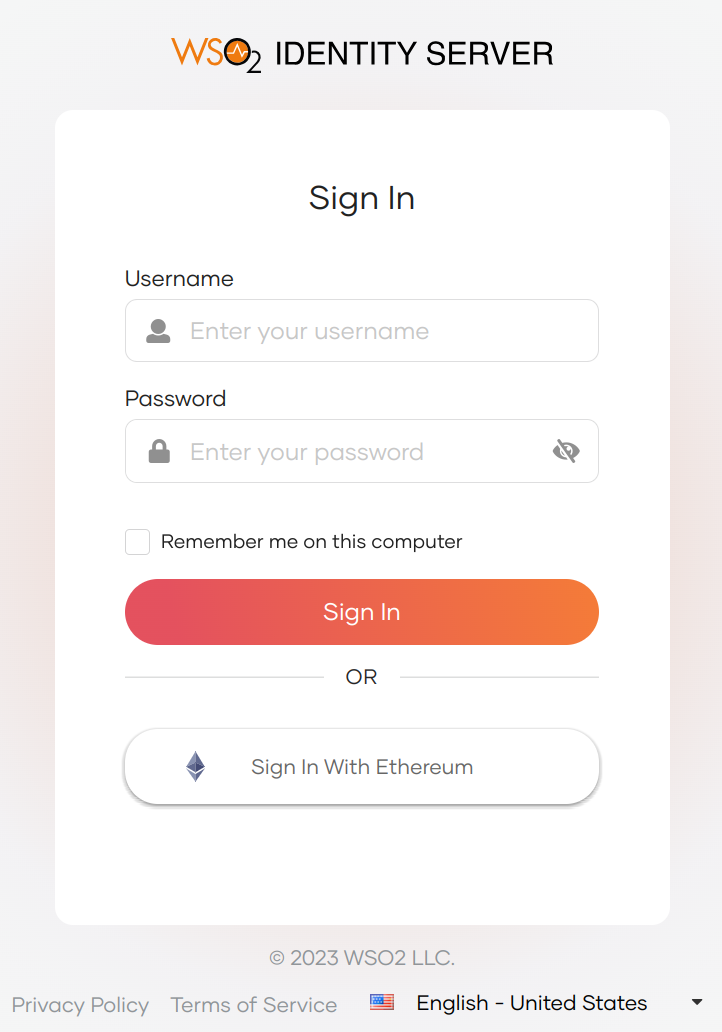 WSO2 IDENTITY SERVER
Sign In
Username
Enter your username
Password
Enter your password
Remember me on this computer
Sign In
OR
Sign In With Ethereum
© 2023 WSO2 LLC.
Privacy Policy Terms of Service English - United States